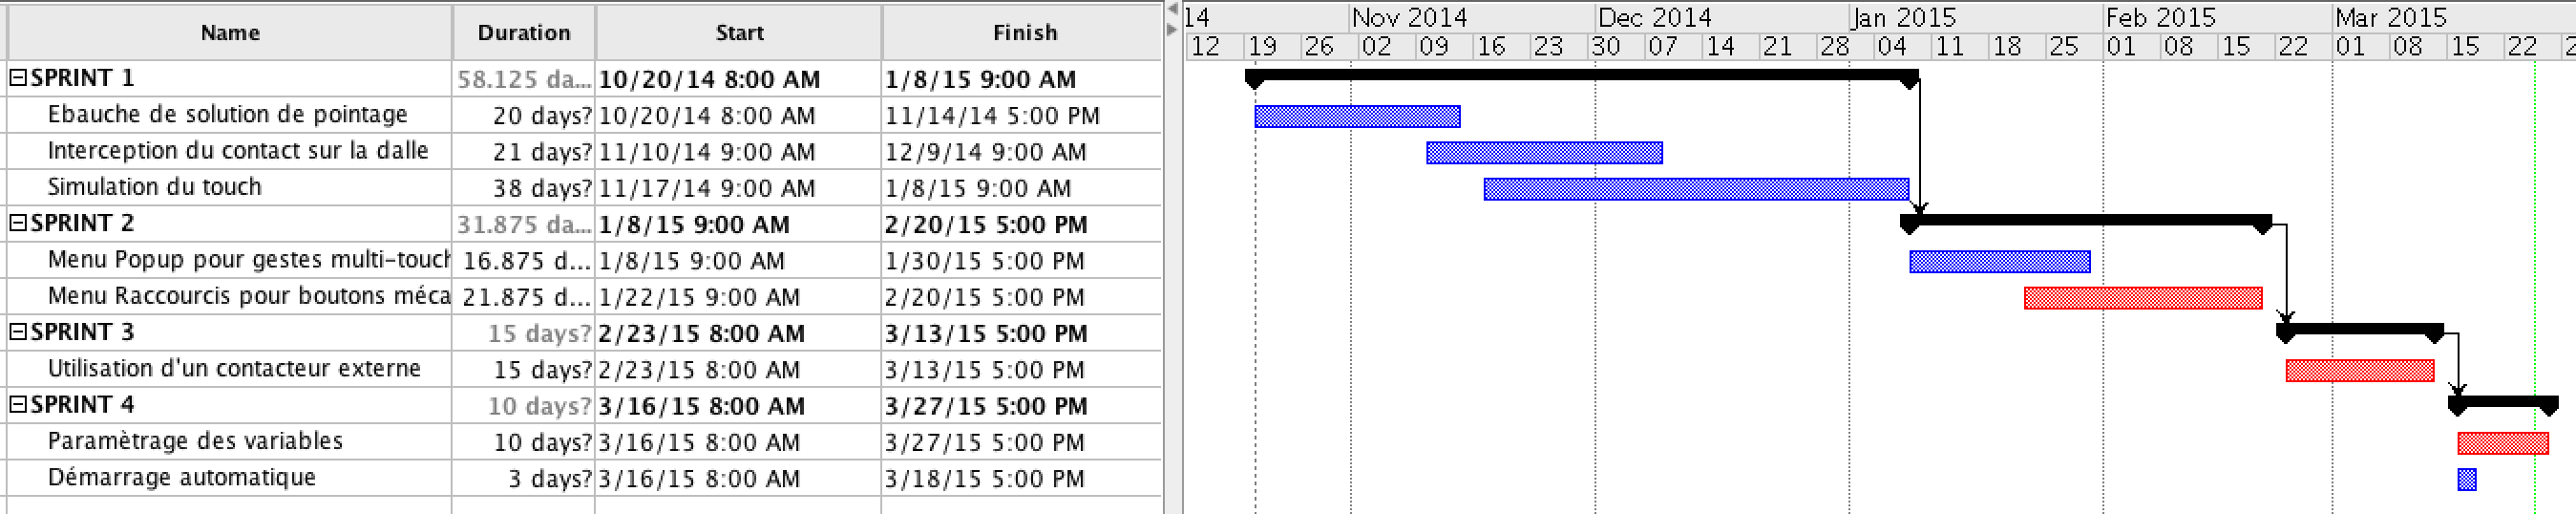 Name Duration Start Finish
SPRINT 1 58.125 da... 10/20/14 8:00 AM 1/8/15 9:00 AM
Ebauche de solution de pointage 20 days? 10/20/14 8:00 AM 11/14/14 5:00 PM
Interception du contact sur la dalle 21 days? 11/10/14 9:00 AM 12/9/14 9:00 AM
Simulation du touch 38 days? 11/17/14 9:00 AM 1/8/15 9:00 AM
SPRINT 2 31.875 da... 1/8/15 9:00 AM 2/20/15 5:00 PM
Menu Popup pour gestes multi-touch 16.875 d... 1/8/15 9:00 AM 1/30/15 5:00 PM
Menu Raccourcis pour boutons méca 21.875 d... 1/22/15 9:00 AM 2/20/15 5:00 PM
SPRINT 3 15 days? 2/23/15 8:00 AM 3/13/15 5:00 PM
Utilisation d'un contacteur externe 15 days? 2/23/15 8:00 AM 3/13/15 5:00 PM
SPRINT 4 10 days? 3/16/15 8:00 AM 3/27/15 5:00 PM
Paramètrage des variables 10 days? 3/16/15 8:00 AM 3/27/15 5:00 PM
Démarrage automatique 3 days? 3/16/15 8:00 AM 3/18/15 5:00 PM
14 Nov 2014 Dec 2014 Jan 2015 Feb 2015 Mar 2015
12 19 26 02 09 16 23 30 07 14 21 28 04 11 18 25 01 08 15 22 01 08 15 22